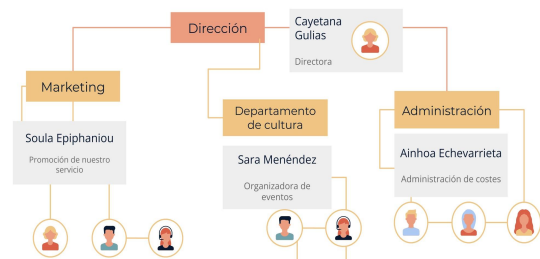 Dirección
Cayetana
Gulias
Directora
Marketing
Soula Epiphaniou
Promoción de nuestro
servicio
Departamento
de cultura
Sara Menéndez
Organizadora de
eventos
Administración
Ainhoa Echevarrieta
Administración de costes